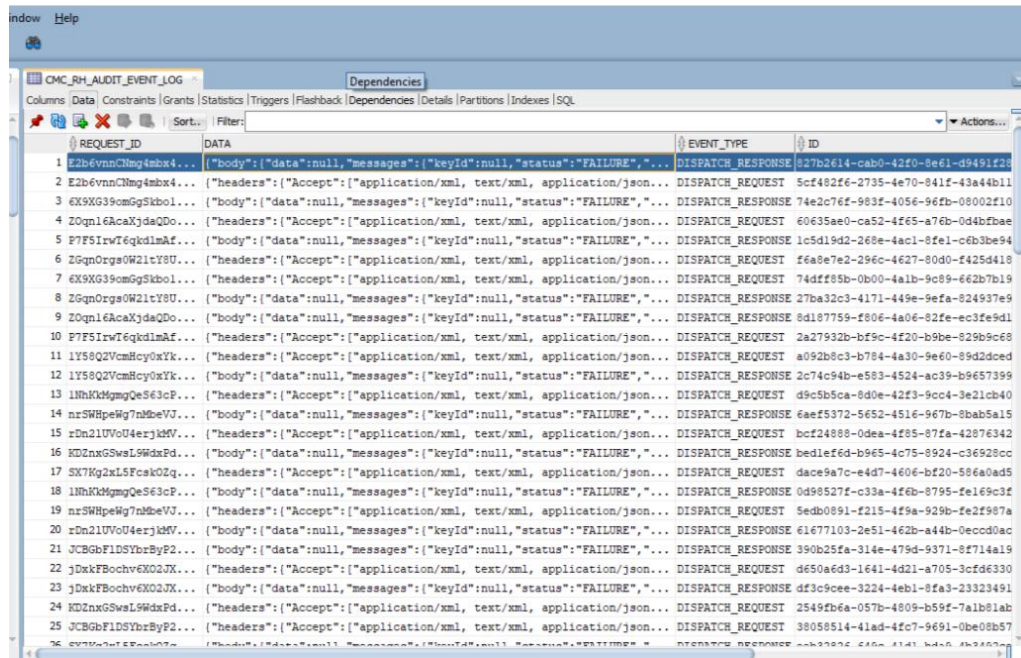 indow Help
CMC_RH_AUDIT_EVENT_LOG
Dependencies
Columns Data Constraints |Grants |Statistics |Triggers |Flashback |Dependencies |Details |Partitions |Indexes |SQL
Sort.. Filter: Actions...
REQUEST_ID DATA EVENT_TYPE ID
1 E2b6vnnCNmg4mbx4... {"body":{"data":null,"messages":{"keyId":null,"status":"FAILURE","... DISPATCH_RESPONSE 827b2614-cab0-42f0-8e61-d9491f28
2 E2b6vnnCNmg4mbx4... {"headers":{"Accept":["application/xml, text/xml, application/json... DISPATCH_REQUEST 5cf482f6-2735-4e70-841f-43a44b11
3 6X9XG39omGgSkbol... {"body":{"data":null,"messages":{"keyId":null,"status":"FAILURE","... DISPATCH_RESPONSE 74e2c76f-983f-4056-96fb-08002f10
4 ZOqnl6AcaXjdaQDo... {"headers":{"Accept":["application/xml, text/xml, application/json... DISPATCH_REQUEST 60635ae0-ca52-4f65-a76b-0d4bfbae
5 P7F5IrwT6qkdlmAf... {"body":{"data":null,"messages":{"keyId":null,"status":"FAILURE","... DISPATCH_RESPONSE 1c5d19d2-268e-4ac1-8fe1-c6b3be94
6 ZGqnOrgs0W21tY8U... {"headers":{"Accept":["application/xml, text/xml, application/json... DISPATCH_REQUEST f6a8e7e2-296c-4627-80d0-f425d418
7 6X9XG39omGgSkbol... {"headers":{"Accept":["application/xml, text/xml, application/json... DISPATCH_REQUEST 74dff85b-0b00-4a1b-9c89-662b7b19
8 ZGqnOrgs0W21tY8U... {"body":{"data":null,"messages":{"keyId":null,"status":"FAILURE","... DISPATCH_RESPONSE 27ba32c3-4171-449e-9efa-824937e9
9 ZOqnl6AcaXjdaQDo... {"body":{"data":null,"messages":{"keyId":null,"status":"FAILURE","... DISPATCH_RESPONSE 8d187759-f806-4a06-82fe-ec3fe9d1
10 P7F5IrwT6qkdlmAf... {"headers":{"Accept":["application/xml, text/xml, application/json... DISPATCH_REQUEST 2a27932b-bf9c-4f20-b9be-829b9c68
11 1Y58Q2VcmHcy0xYk... {"headers":{"Accept":["application/xml, text/xml, application/json... DISPATCH_REQUEST a092b8c3-b784-4a30-9e60-89d2dced
12 1Y58Q2VcmHcy0xYk... {"body":{"data":null,"messages":{"keyId":null,"status":"FAILURE","... DISPATCH_RESPONSE 2c74c94b-e583-4524-ac39-b9657399
13 1NhKkMgmgQeS63cP... {"headers":{"Accept":["application/xml, text/xml, application/json... DISPATCH_REQUEST d9c5b5ca-8d0e-42f3-9cc4-3e21cb40
14 nrSWHpeWg7nMbeVJ... {"body":{"data":null,"messages":{"keyId":null,"status":"FAILURE","... DISPATCH_RESPONSE 6aef5372-5652-4516-967b-8bab5a15
15 rDn21UVoU4erjkMV... {"headers":{"Accept":["application/xml, text/xml, application/json... DISPATCH_REQUEST bcf24888-0dea-4f85-87fa-42876342
16 KDZnxGSwsL9WdxPd... {"body":{"data":null,"messages":{"keyId":null,"status":"FAILURE","... DISPATCH_RESPONSE bed1ef6d-b965-4c75-8924-c36928cc
17 SX7Kg2xL5FcskOZq... {"headers":{"Accept":["application/xml, text/xml, application/json... DISPATCH_REQUEST dace9a7c-e4d7-4606-bf20-586a0ad5
18 1NhKkMgmgQeS63cP... {"body":{"data":null,"messages":{"keyId":null,"status":"FAILURE","... DISPATCH_RESPONSE 0d98527f-c33a-4f6b-8795-fe169c3f
19 nrSWHpeWg7nMbeVJ... {"headers":{"Accept":["application/xml, text/xml, application/json... DISPATCH_REQUEST 5edb0891-f215-4f9a-929b-fe2f987a
20 rDn21UVoU4erjkMV... {"body":{"data":null,"messages":{"keyId":null,"status":"FAILURE","... DISPATCH_RESPONSE 61677103-2e51-462b-a44b-0eccd0ac
21 JCBGbF1DSYbrByP2... {"body":{"data":null,"messages":{"keyId":null,"status":"FAILURE","... DISPATCH_RESPONSE 390b25fa-314e-479d-9371-8f714a19
22 jDxkFBochv6XO2JX... {"headers":{"Accept":["application/xml, text/xml, application/json... DISPATCH_REQUEST d650a6d3-1641-4d21-a705-3cfd6330
23 jDxkFBochv6XO2JX... {"body":{"data":null,"messages":{"keyId":null,"status":"FAILURE","... DISPATCH_RESPONSE df3c9cee-3224-4eb1-8fa3-23323491
24 KDZnxGSwsL9WdxPd... {"headers":{"Accept":["application/xml, text/xml, application/json... DISPATCH_REQUEST 2549fb6a-057b-4809-b59f-7a1b81ab
25 JCBGbF1DSYbrByP2... {"headers":{"Accept":["application/xml, text/xml, application/json... DISPATCH_REQUEST 38058514-41ad-4fc7-9691-0be08b57